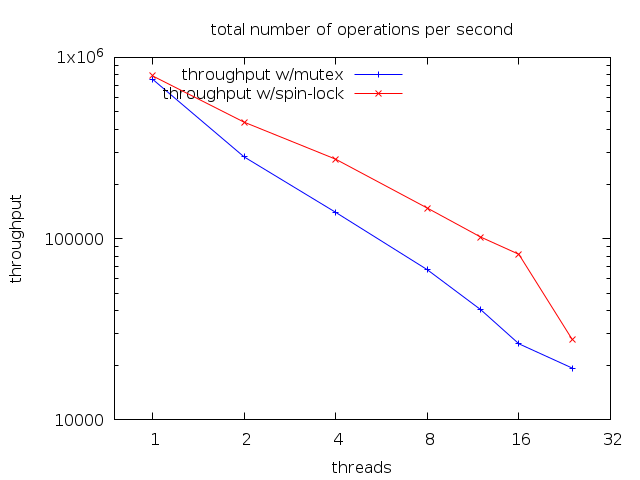 total number of operations per second
1x10⁶
throughput w/mutex
throughput w/spin-lock
throughput
100000
10000
1 2 4 8 16 32
threads